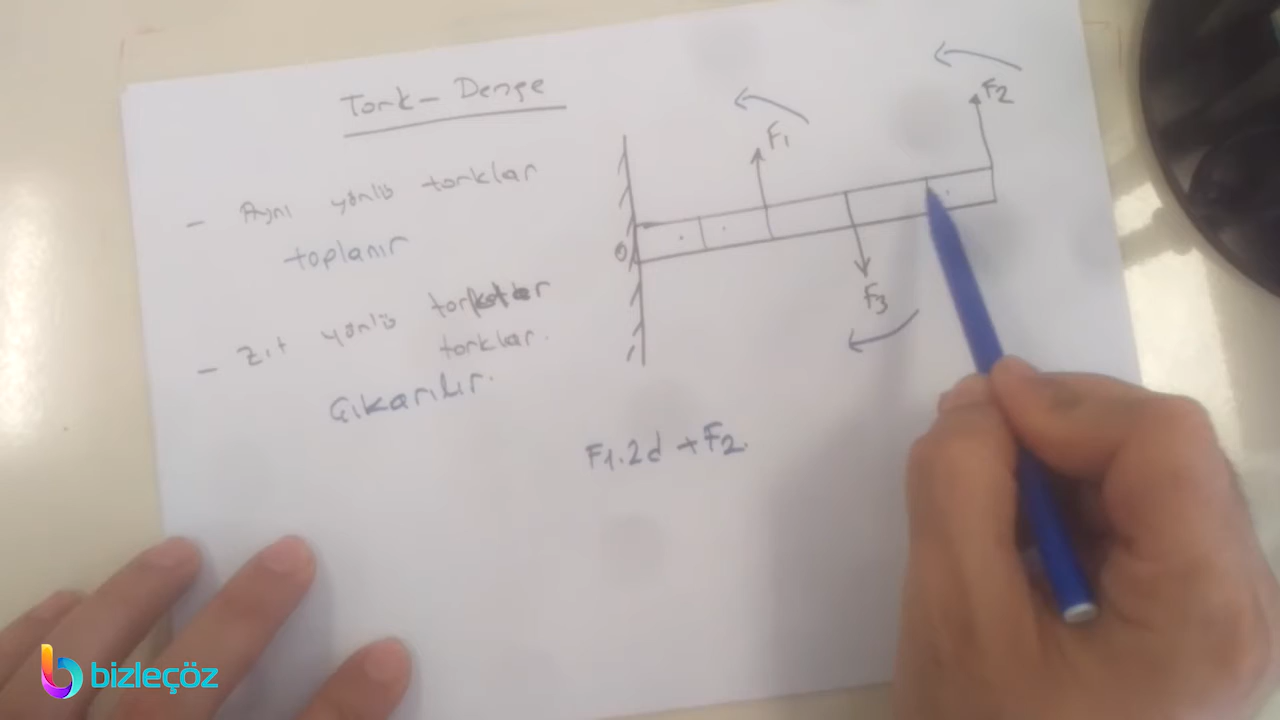 Tork - Denge
- Aynı yönlü torklar
toplanır
- Zıt yönlü
torklar.
Çıkarılır.
F1
F2
O
F3
F1.2d + F2.
bizleçöz